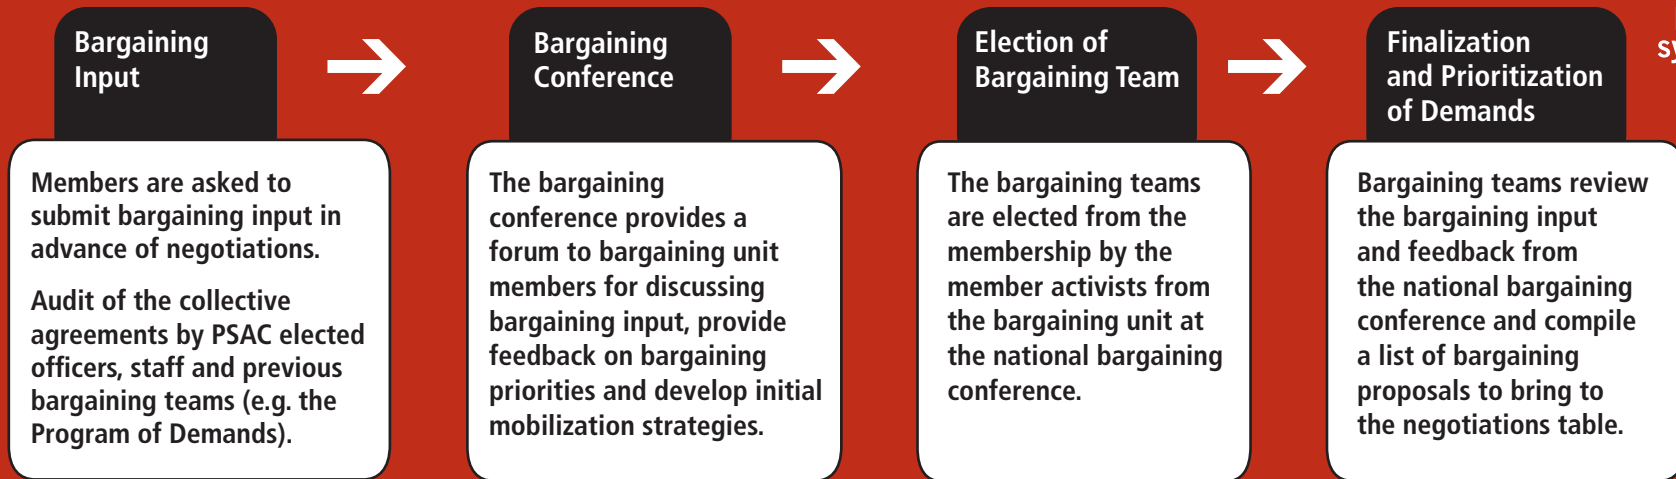 Bargaining
Input
Members are asked to
submit bargaining input in
advance of negotiations.
Audit of the collective
agreements by PSAC elected
officers, staff and previous
bargaining teams (e.g. the
Program of Demands).
Bargaining
Conference
The bargaining
conference provides a
forum to bargaining unit
members for discussing
bargaining input, provide
feedback on bargaining
priorities and develop initial
mobilization strategies.
Election of
Bargaining Team
The bargaining teams
are elected from the
membership by the
member activists from
the bargaining unit at
the national bargaining
conference.
Finalization
and Prioritization
of Demands
Bargaining teams review
the bargaining input
and feedback from
the national bargaining
conference and compile
a list of bargaining
proposals to bring to
the negotiations table.